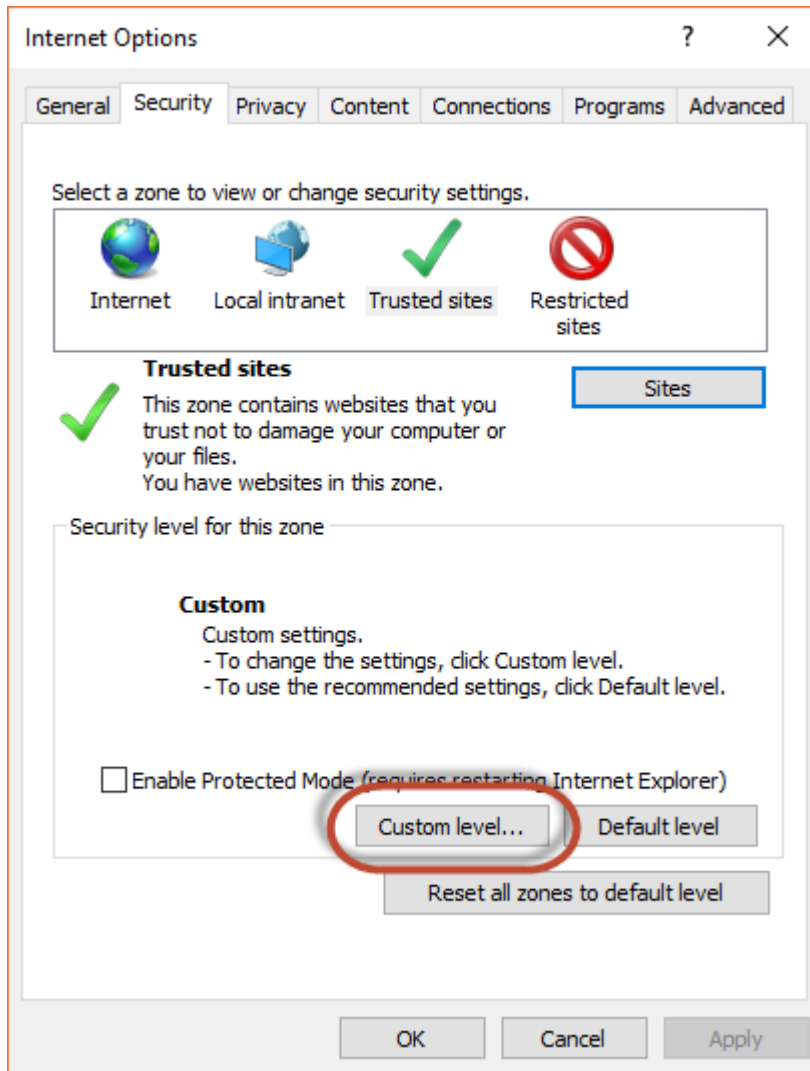 Internet Options
?
General Security Privacy Content Connections Programs Advanced
Select a zone to view or change security settings.
Internet Local intranet Trusted sites Restricted
sites
Trusted sites
Sites
This zone contains websites that you
trust not to damage your computer or
your files.
You have websites in this zone.
Security level for this zone
Custom
Custom settings.
- To change the settings, click Custom level.
- To use the recommended settings, click Default level.
Enable Protected Mode (requires restarting Internet Explorer)
Custom level... Default level
Reset all zones to default level
OK Cancel Apply